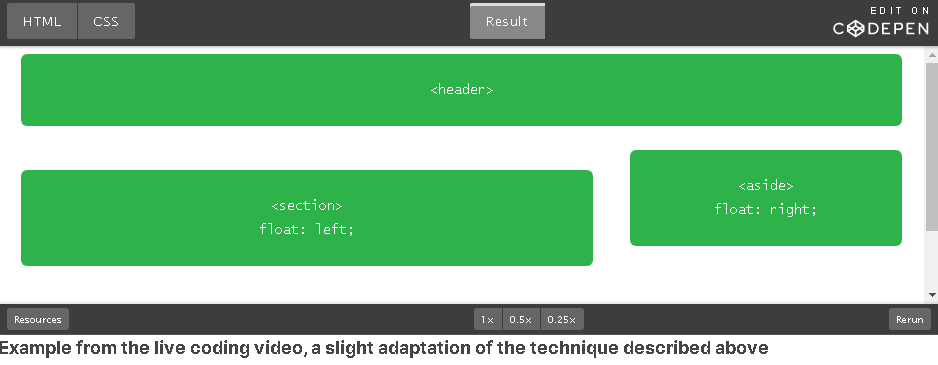 HTML CSS Result EDIT ON
CODEPEN
<header>
<section>
float: left;
<aside>
float: right;
Resources 1× 0.5× 0.25× Rerun
Example from the live coding video, a slight adaptation of the technique described above